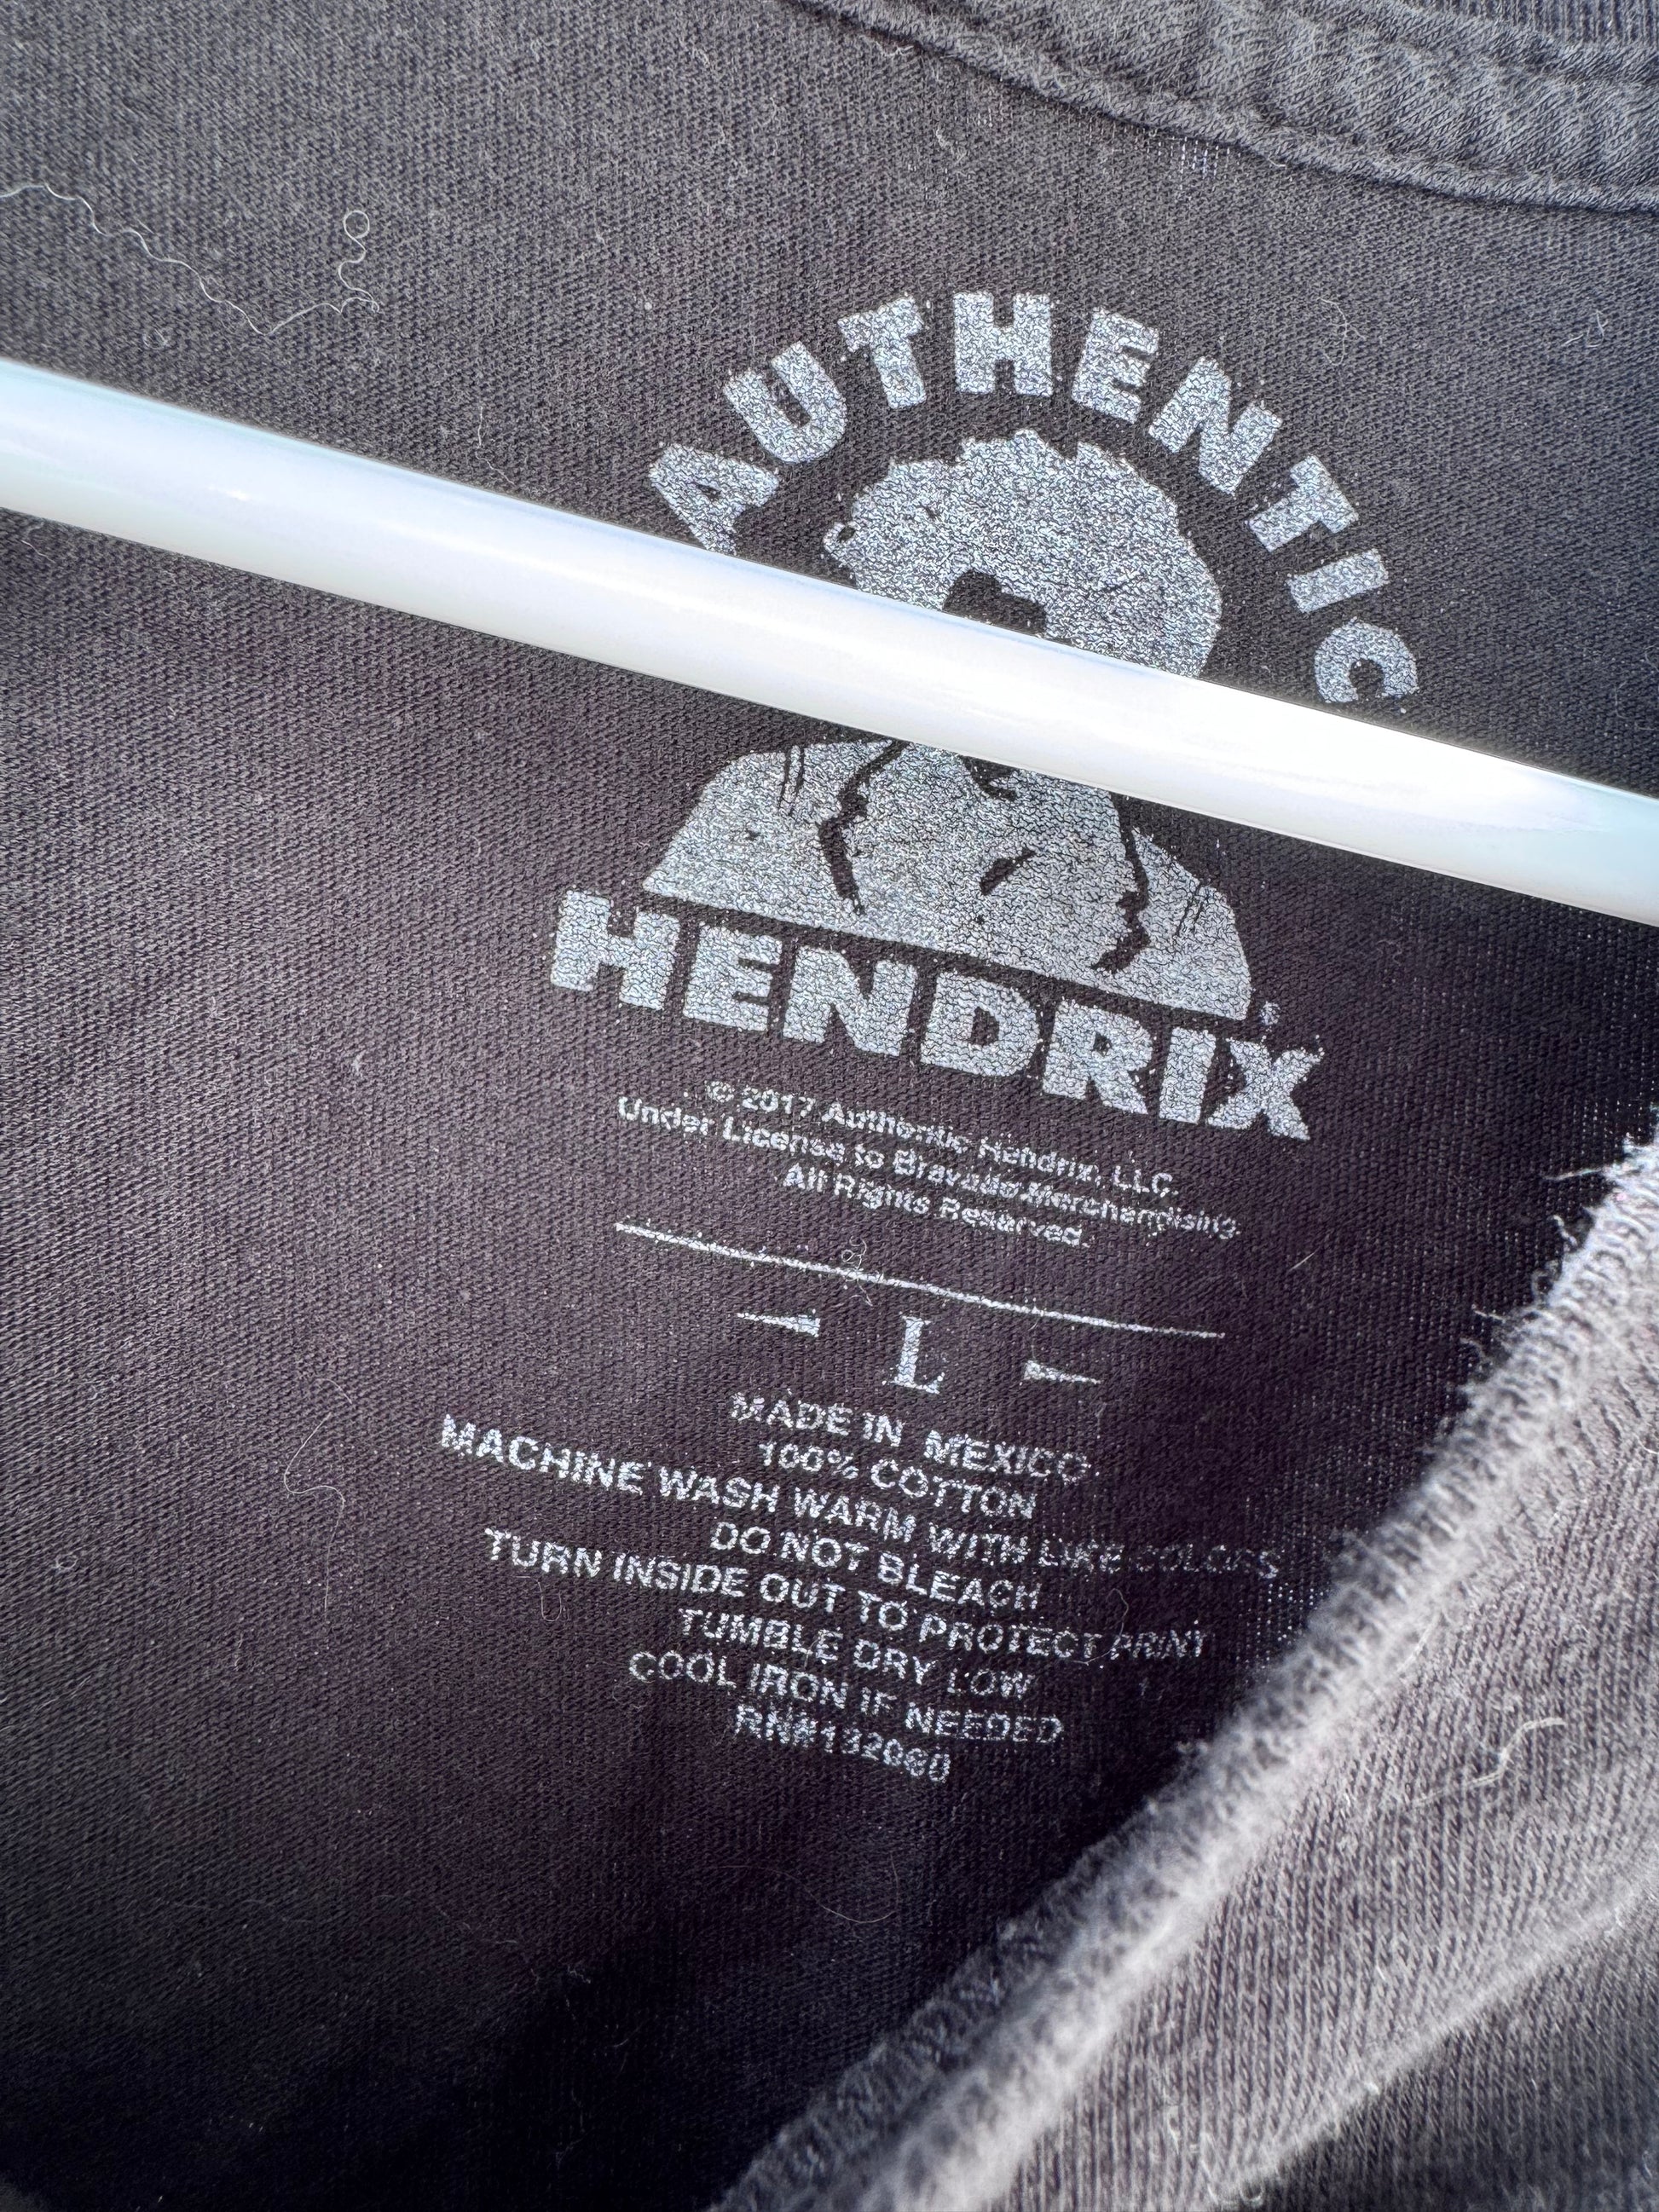 AUTHENTIC
HENDRIX
© 2017 Authentic Hendrix, LLC.
Under License to Bravado Merchandising.
All Rights Reserved.
L
MADE IN MEXICO
100% COTTON
MACHINE WASH WARM WITH LIKE COLORS
DO NOT BLEACH
TURN INSIDE OUT TO PROTECT PRINT
TUMBLE DRY LOW
COOL IRON IF NEEDED
RN#132060